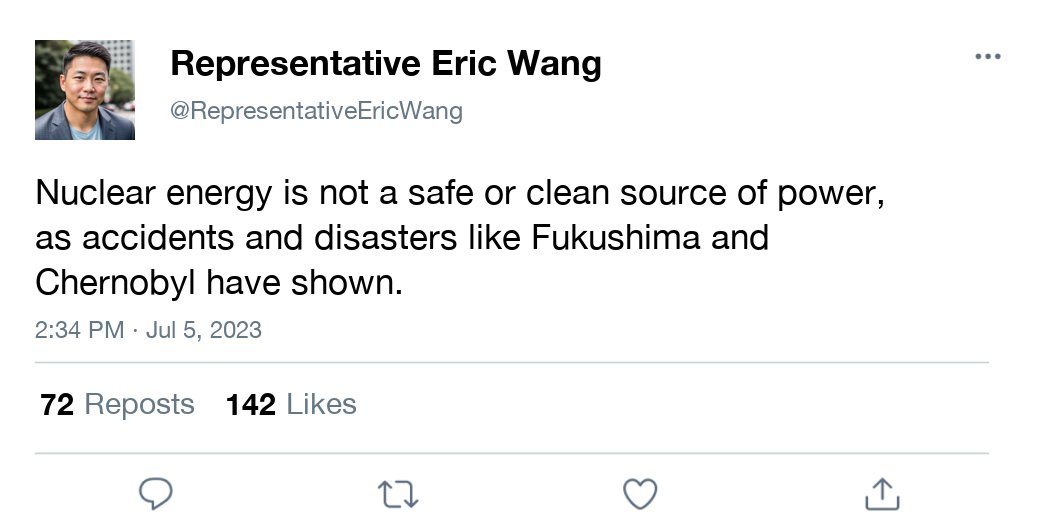 Representative Eric Wang
@RepresentativeEricWang
Nuclear energy is not a safe or clean source of power,
as accidents and disasters like Fukushima and
Chernobyl have shown.
2:34 PM · Jul 5, 2023
72 Reposts 142 Likes